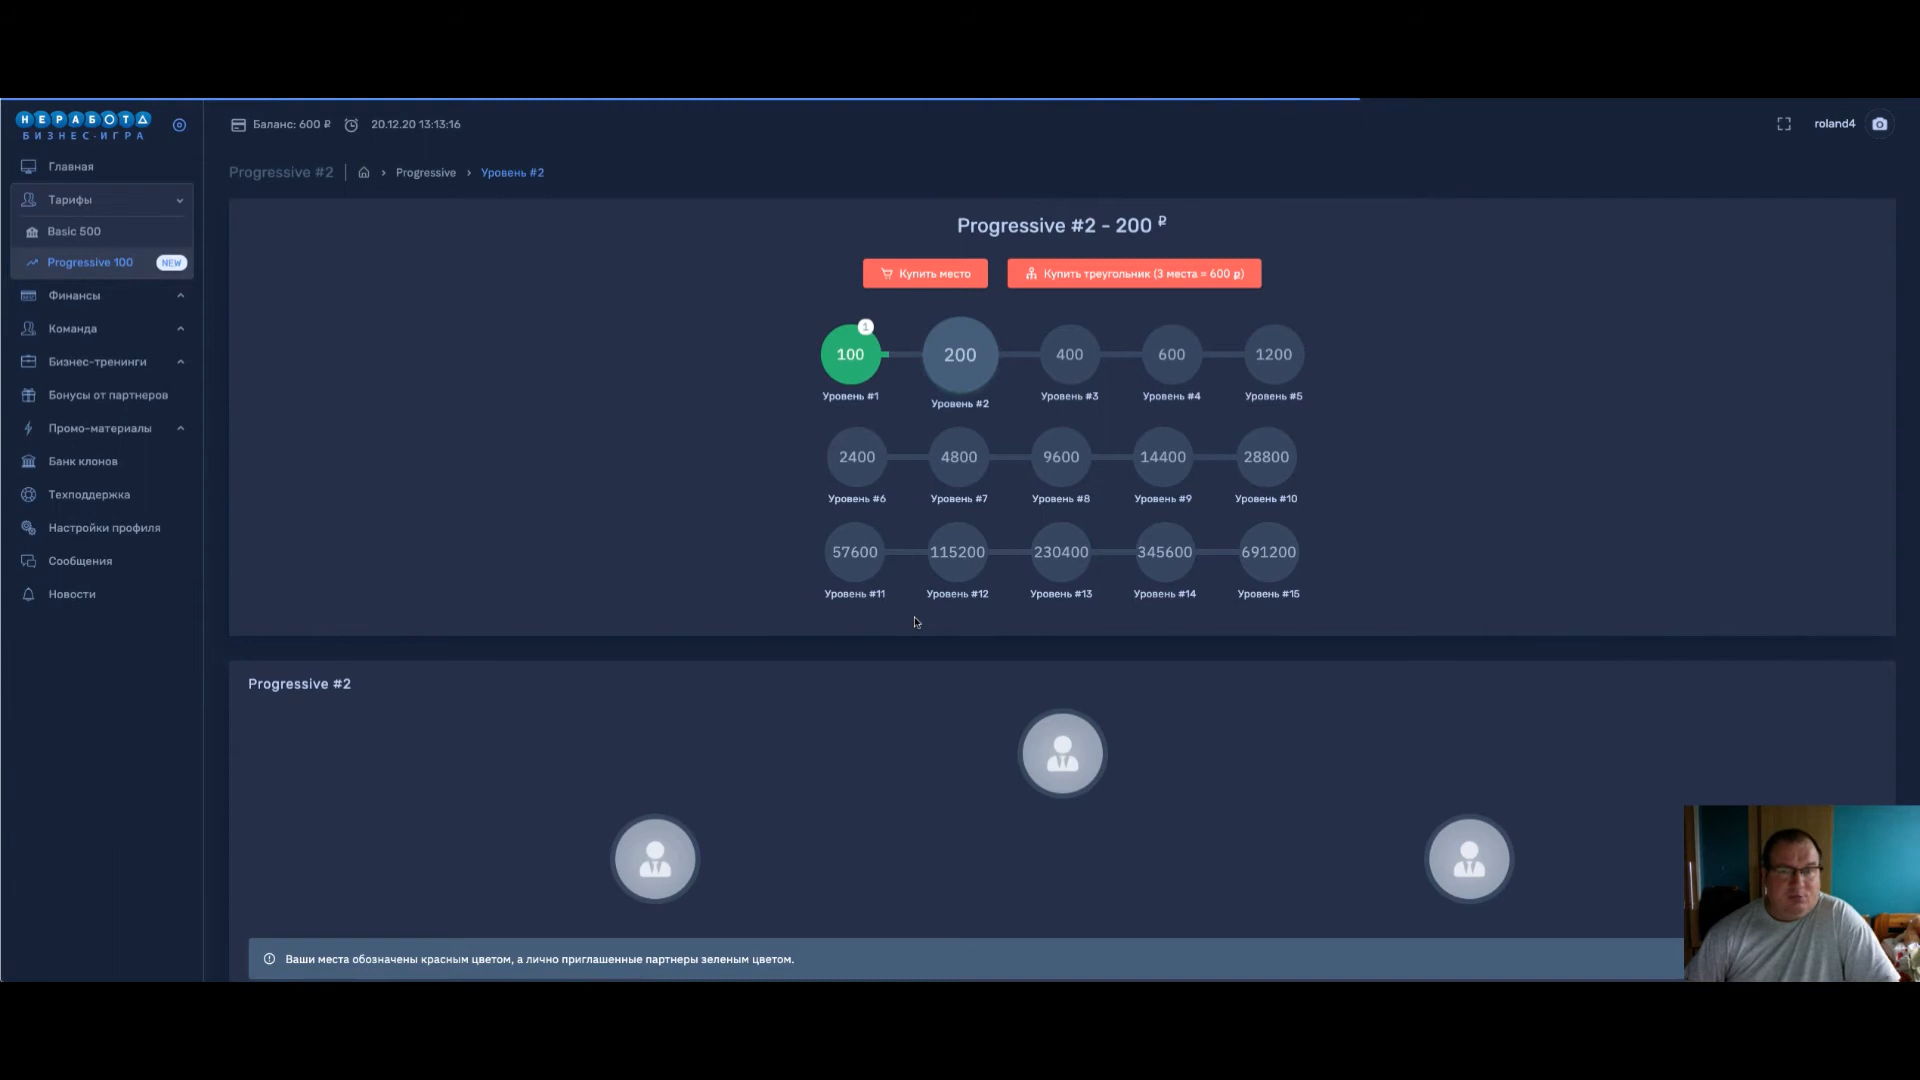 НЕРАБОТА
БИЗНЕС-ИГРА
Баланс: 600 ₽ 20.12.20 13:13:16
roland4
Главная
Тарифы
Basic 500
Progressive 100 NEW
Финансы
Команда
Бизнес-тренинги
Бонусы от партнеров
Промо-материалы
Банк клонов
Техподдержка
Настройки профиля
Сообщения
Новости
Progressive #2 | › Progressive › Уровень #2
Progressive #2 - 200 ₽
Купить место Купить треугольник (3 места = 600 ₽)
1
100 200 400 600 1200
Уровень #1 Уровень #2 Уровень #3 Уровень #4 Уровень #5
2400 4800 9600 14400 28800
Уровень #6 Уровень #7 Уровень #8 Уровень #9 Уровень #10
57600 115200 230400 345600 691200
Уровень #11 Уровень #12 Уровень #13 Уровень #14 Уровень #15
Progressive #2
Ваши места обозначены красным цветом, а лично приглашенные партнеры зеленым цветом.